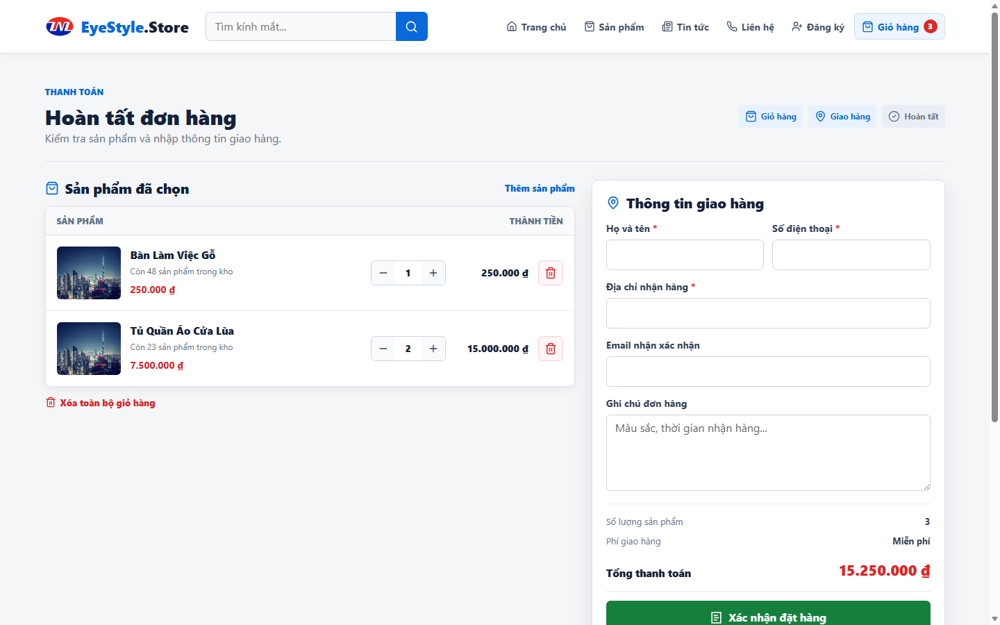 EyeStyle.Store
Tìm kính mắt...
Trang chủ
Sản phẩm
Tin tức
Liên hệ
Đăng ký
Giỏ hàng 3
THANH TOÁN
Hoàn tất đơn hàng
Kiểm tra sản phẩm và nhập thông tin giao hàng.
Giỏ hàng
Giao hàng
Hoàn tất
Sản phẩm đã chọn
Thêm sản phẩm
SẢN PHẨM
THÀNH TIỀN
Bàn Làm Việc Gỗ
Còn 48 sản phẩm trong kho
250.000 ₫
1
250.000 ₫
Tủ Quần Áo Cửa Lùa
Còn 23 sản phẩm trong kho
7.500.000 ₫
2
15.000.000 ₫
Xóa toàn bộ giỏ hàng
Thông tin giao hàng
Họ và tên *
Số điện thoại *
Địa chỉ nhận hàng *
Email nhận xác nhận
Ghi chú đơn hàng
Màu sắc, thời gian nhận hàng...
Số lượng sản phẩm
3
Phí giao hàng
Miễn phí
Tổng thanh toán
15.250.000 ₫
Xác nhận đặt hàng